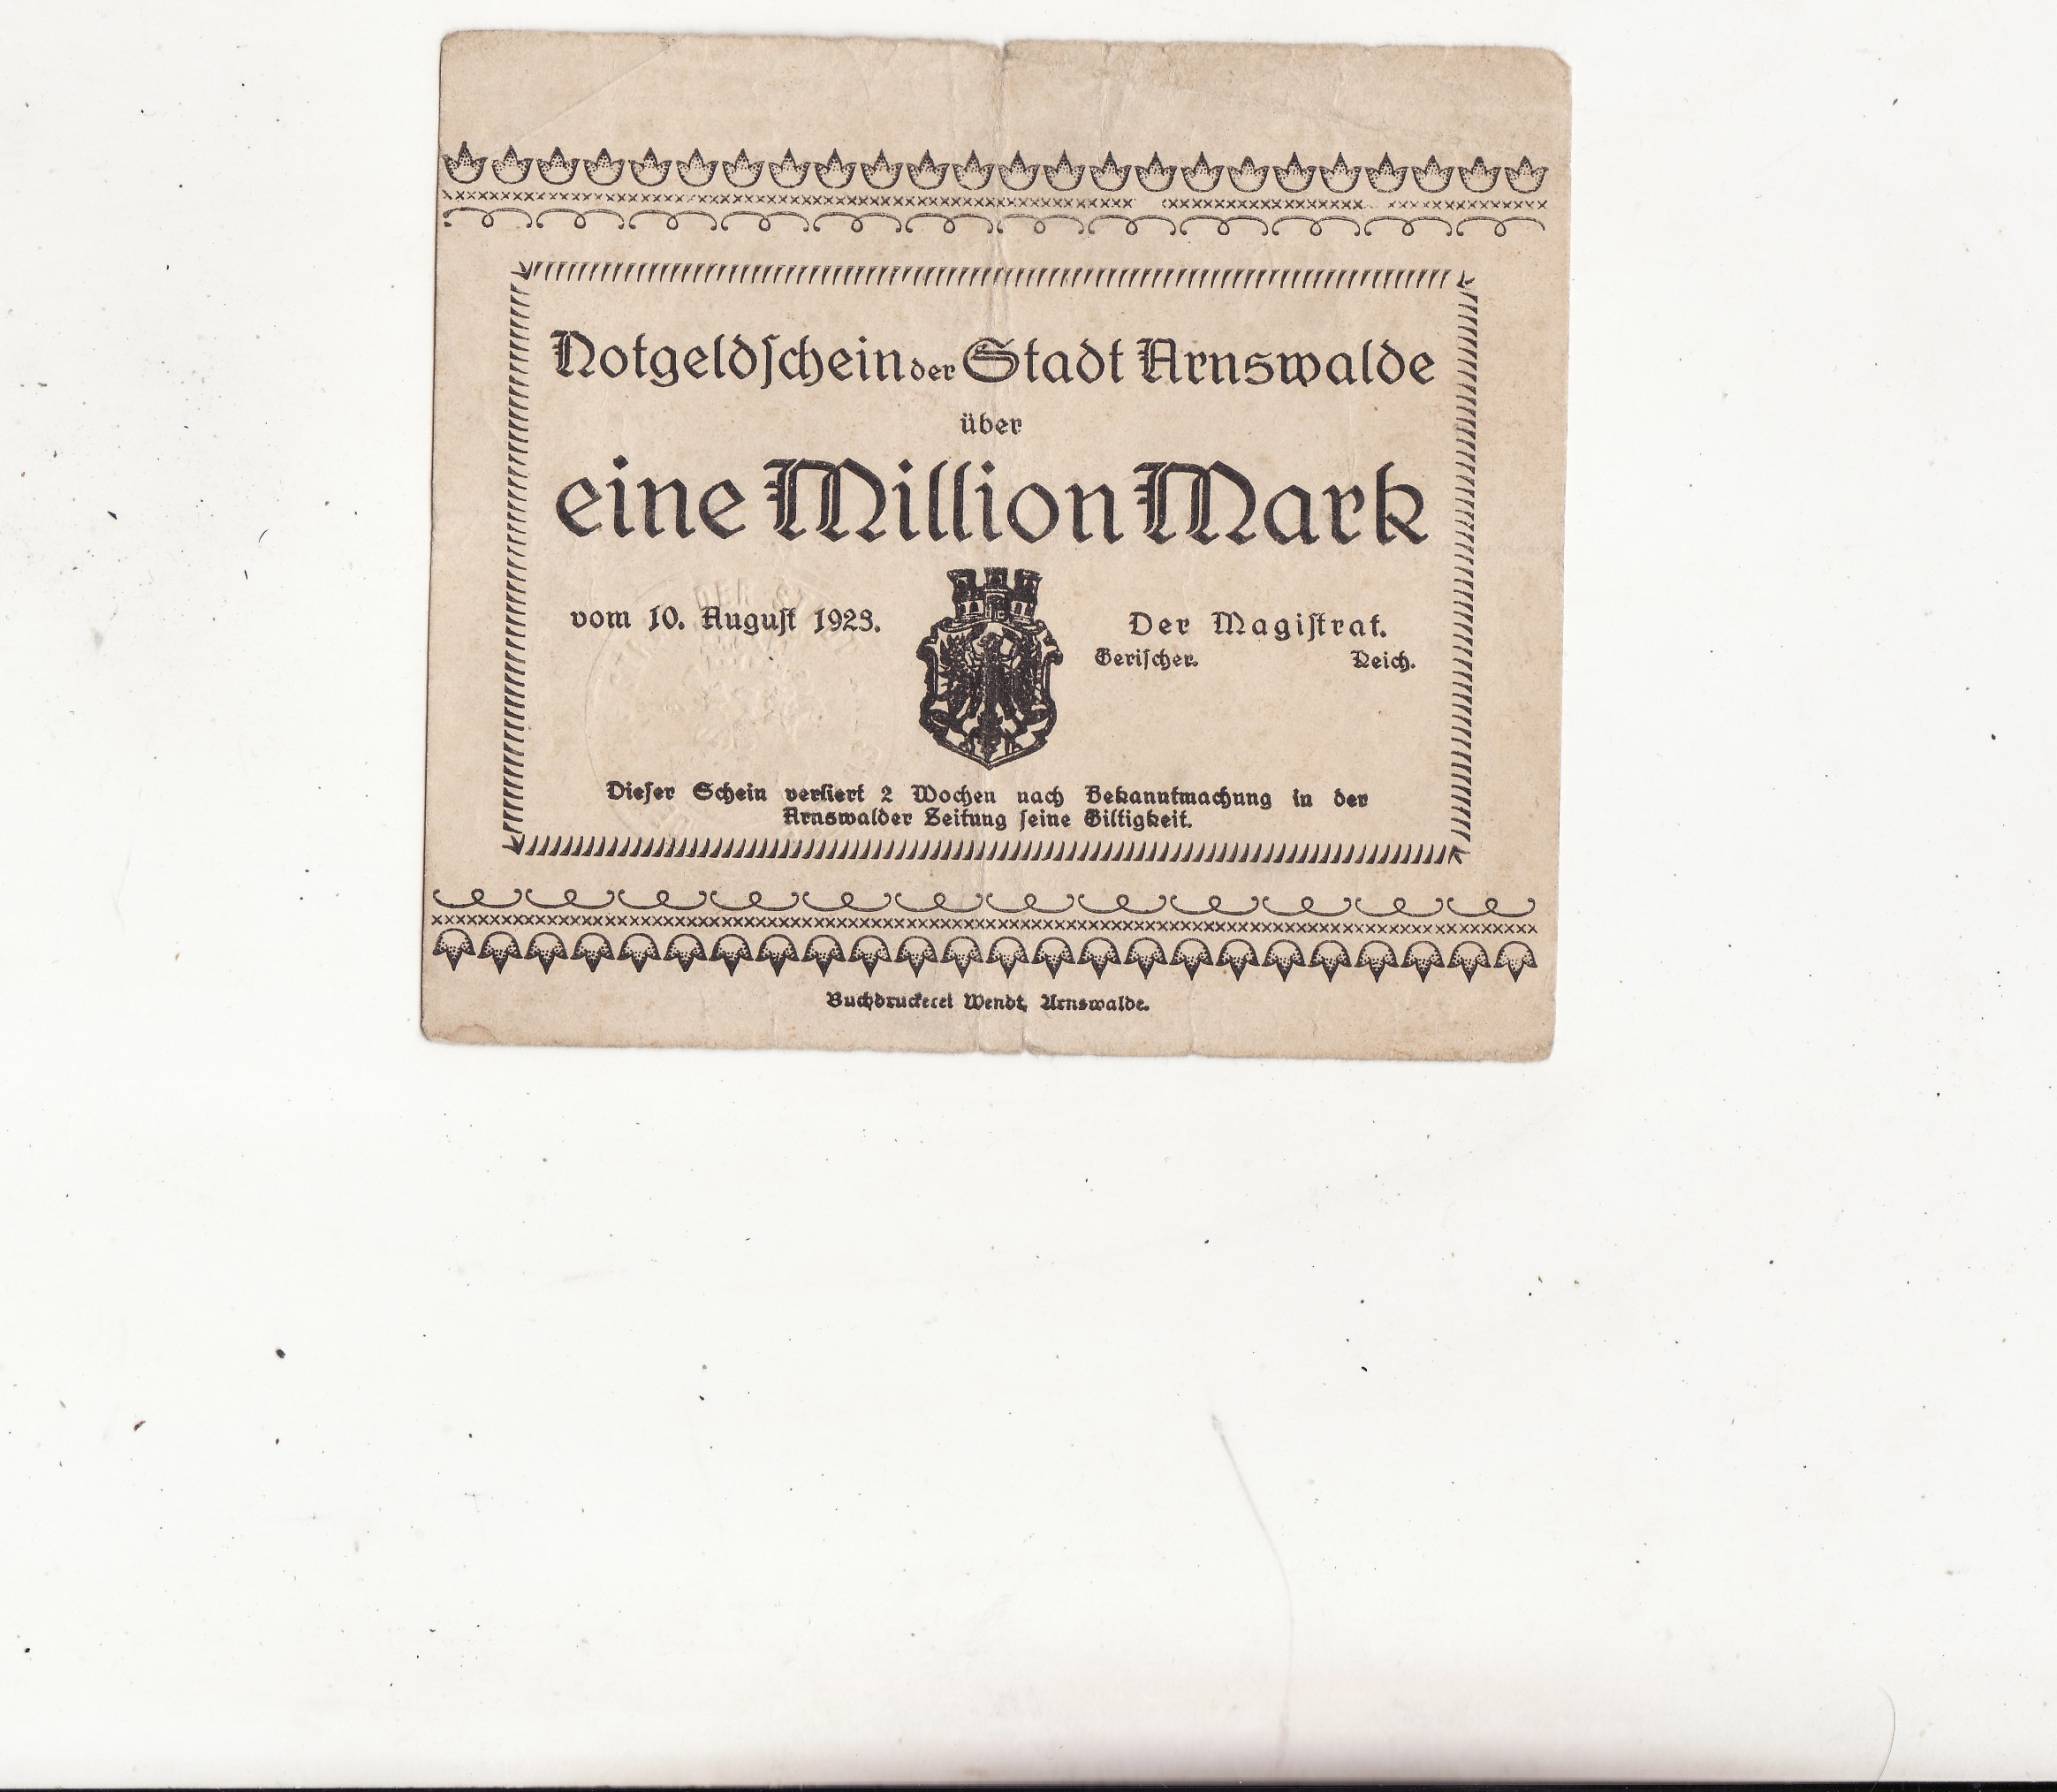 Notgeldschein der Stadt Arnswalde
über
eine Million Mark
vom 10. August 1923.
Der Magistrat.
Gerischer. Reich.
Dieser Schein verliert 2 Wochen nach Bekanntmachung in der
Arnswalder Zeitung seine Giltigkeit.
Buchdruckerei Wendt, Arnswalde.